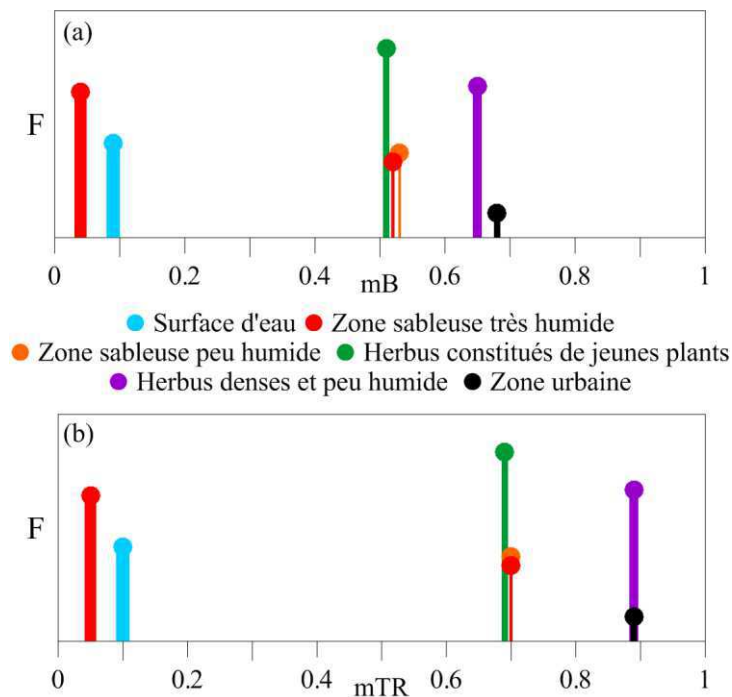 (a)
F
0 0.2 0.4 0.6 0.8 1
mB
Surface d'eau Zone sableuse très humide
Zone sableuse peu humide Herbus constitués de jeunes plants
Herbus denses et peu humide Zone urbaine
(b)
F
0 0.2 0.4 0.6 0.8 1
mTR